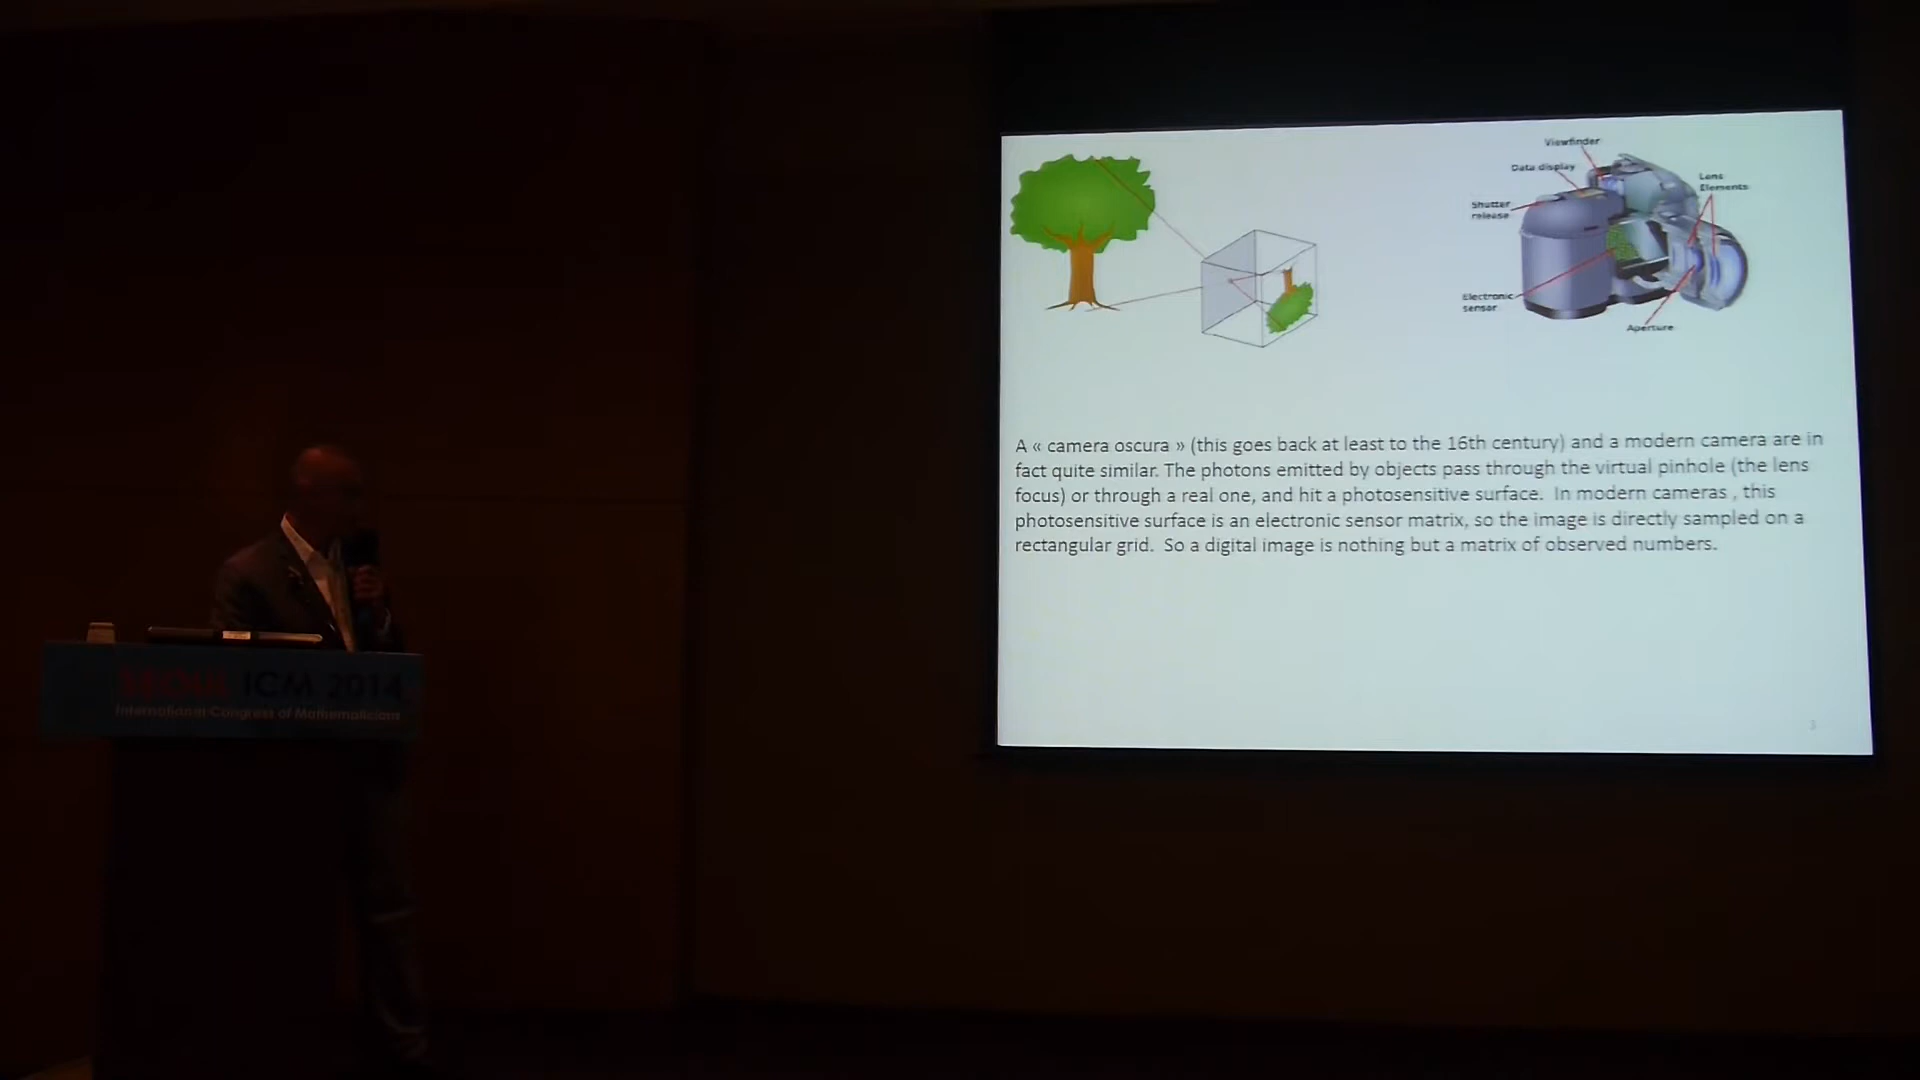 Viewfinder
Data display
Lens
Elements
Shutter
release
Electronic
sensor
Aperture
A « camera oscura » (this goes back at least to the 16th century) and a modern camera are in
fact quite similar. The photons emitted by objects pass through the virtual pinhole (the lens
focus) or through a real one, and hit a photosensitive surface. In modern cameras , this
photosensitive surface is an electronic sensor matrix, so the image is directly sampled on a
rectangular grid. So a digital image is nothing but a matrix of observed numbers.
3
SEOUL ICM 2014
International Congress of Mathematicians